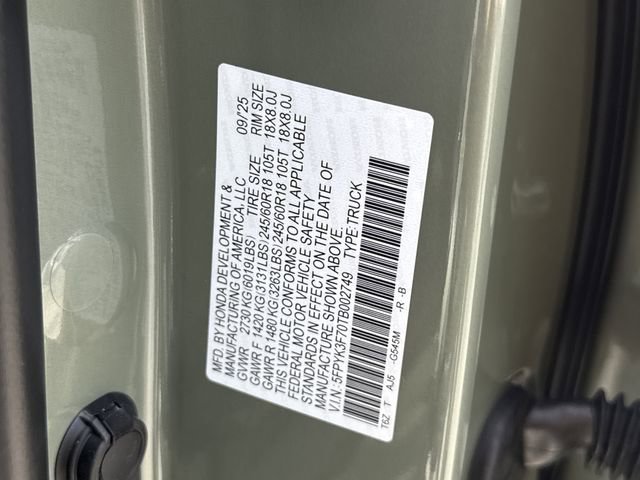 MFD. BY HONDA DEVELOPMENT &
MANUFACTURING OF AMERICA, LLC 09/25
GVWR 2730 KG(6019LBS) TIRE SIZE RIM SIZE
GAWR F 1420 KG(3131LBS) 245/60R18 105T 18X8.0J
GAWR R 1480 KG(3263LBS) 245/60R18 105T 18X8.0J
THIS VEHICLE CONFORMS TO ALL APPLICABLE
FEDERAL MOTOR VEHICLE SAFETY
STANDARDS IN EFFECT ON THE DATE OF
MANUFACTURE SHOWN ABOVE.
V.I.N.: 5FPYK3F70TB002749 TYPE: TRUCK
T6Z T AJ5 G545M -R -B